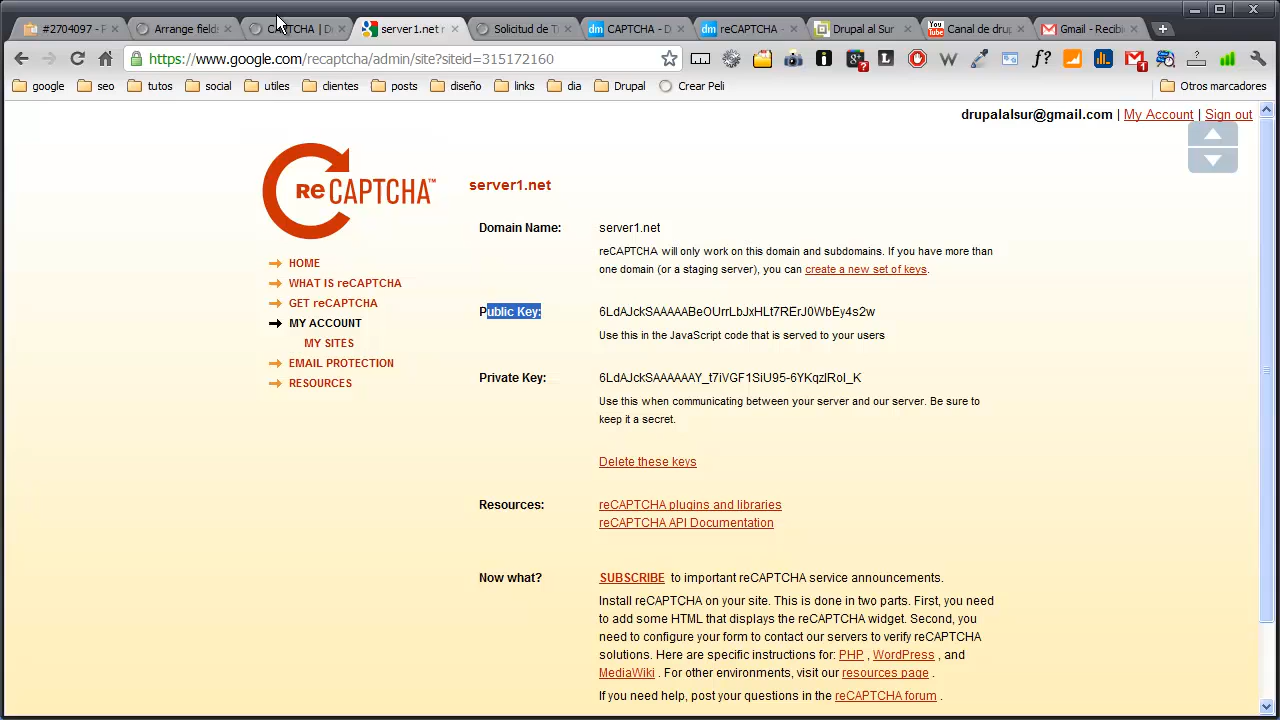 #2704097 - F
Arrange fields
CAPTCHA | Dr
server1.net r
Solicitud de Ti
CAPTCHA - D
reCAPTCHA -
Drupal al Sur
Canal de drup
Gmail - Recibi
https://www.google.com/recaptcha/admin/site?siteid=315172160
google
seo
tutos
social
utiles
clientes
posts
diseño
links
dia
Drupal
Crear Peli
Otros marcadores
drupalalsur@gmail.com | My Account | Sign out
reCAPTCHA™
server1.net
HOME
WHAT IS reCAPTCHA
GET reCAPTCHA
MY ACCOUNT
MY SITES
EMAIL PROTECTION
RESOURCES
Domain Name: server1.net
reCAPTCHA will only work on this domain and subdomains. If you have more than
one domain (or a staging server), you can create a new set of keys.
Public Key: 6LdAJckSAAAAABeOUrrLbJxHLt7RErJ0WbEy4s2w
Use this in the JavaScript code that is served to your users
Private Key: 6LdAJckSAAAAAAY_t7iVGF1SiU95-6YKqzIRol_K
Use this when communicating between your server and our server. Be sure to
keep it a secret.
Delete these keys
Resources: reCAPTCHA plugins and libraries
reCAPTCHA API Documentation
Now what? SUBSCRIBE to important reCAPTCHA service announcements.
Install reCAPTCHA on your site. This is done in two parts. First, you need
to add some HTML that displays the reCAPTCHA widget. Second, you
need to configure your form to contact our servers to verify reCAPTCHA
solutions. Here are specific instructions for: PHP , WordPress , and
MediaWiki . For other environments, visit our resources page .
If you need help, post your questions in the reCAPTCHA forum .